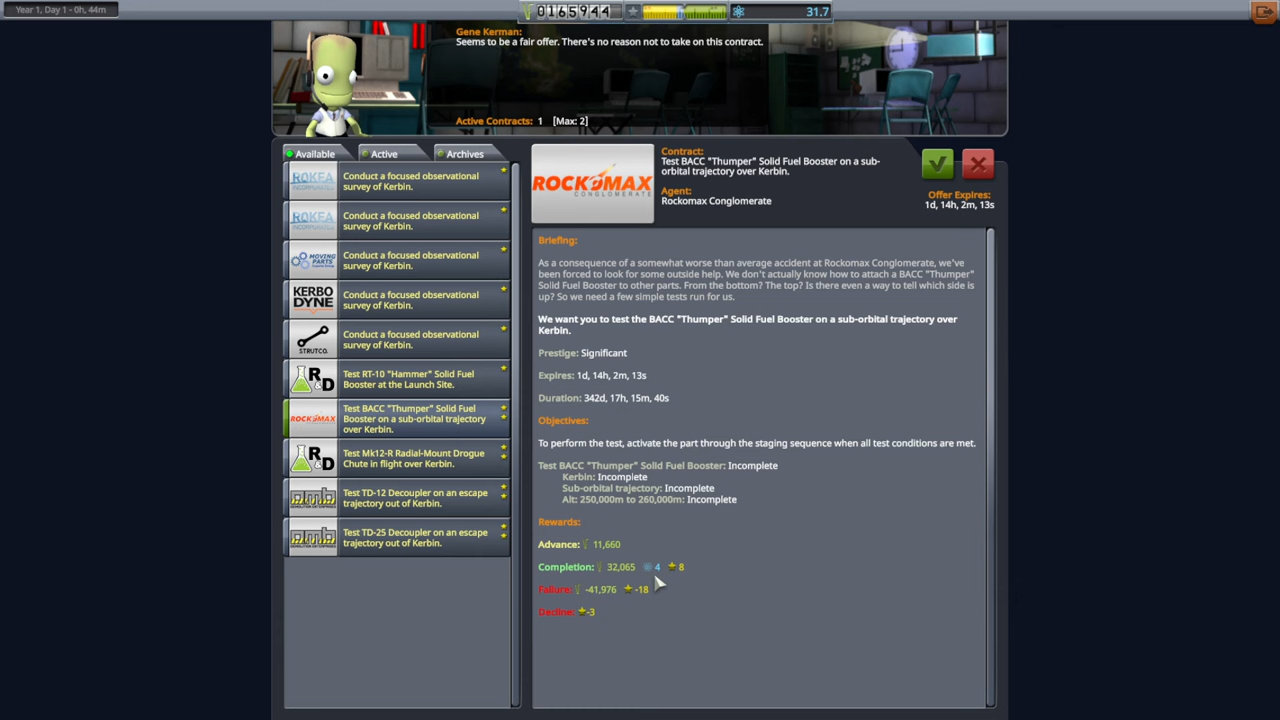 Year 1, Day 1 - 0h, 44m
0165944
31.7
Gene Kerman:
Seems to be a fair offer. There's no reason not to take on this contract.
Active Contracts: 1 [Max: 2]
Available
Active
Archives
ROKEA
Conduct a focused observational
survey of Kerbin.
ROKEA
Conduct a focused observational
survey of Kerbin.
MOVING
PARTS
Conduct a focused observational
survey of Kerbin.
KERBO
DYNE
Conduct a focused observational
survey of Kerbin.
STRUTCO.
Conduct a focused observational
survey of Kerbin.
R&D
Test RT-10 "Hammer" Solid Fuel
Booster at the Launch Site.
ROCKOMAX
Test BACC "Thumper" Solid Fuel
Booster on a sub-orbital trajectory
over Kerbin.
R&D
Test Mk12-R Radial-Mount Drogue
Chute in flight over Kerbin.
Test TD-12 Decoupler on an escape
trajectory out of Kerbin.
Test TD-25 Decoupler on an escape
trajectory out of Kerbin.
ROCKOMAX
CONGLOMERATE
Contract:
Test BACC "Thumper" Solid Fuel Booster on a sub-
orbital trajectory over Kerbin.
Agent:
Rockomax Conglomerate
Offer Expires:
1d, 14h, 2m, 13s
Briefing:
As a consequence of a somewhat worse than average accident at Rockomax Conglomerate, we've
been forced to look for some outside help. We don't actually know how to attach a BACC "Thumper"
Solid Fuel Booster to other parts. From the bottom? The top? Is there even a way to tell which side is
up? So we need a few simple tests run for us.
We want you to test the BACC "Thumper" Solid Fuel Booster on a sub-orbital trajectory over
Kerbin.
Prestige: Significant
Expires: 1d, 14h, 2m, 13s
Duration: 342d, 17h, 15m, 40s
Objectives:
To perform the test, activate the part through the staging sequence when all test conditions are met.
Test BACC "Thumper" Solid Fuel Booster: Incomplete
Kerbin: Incomplete
Sub-orbital trajectory: Incomplete
Alt: 250,000m to 260,000m: Incomplete
Rewards:
Advance: 11,660
Completion: 32,065 4 8
Failure: -41,976 -18
Decline: -3